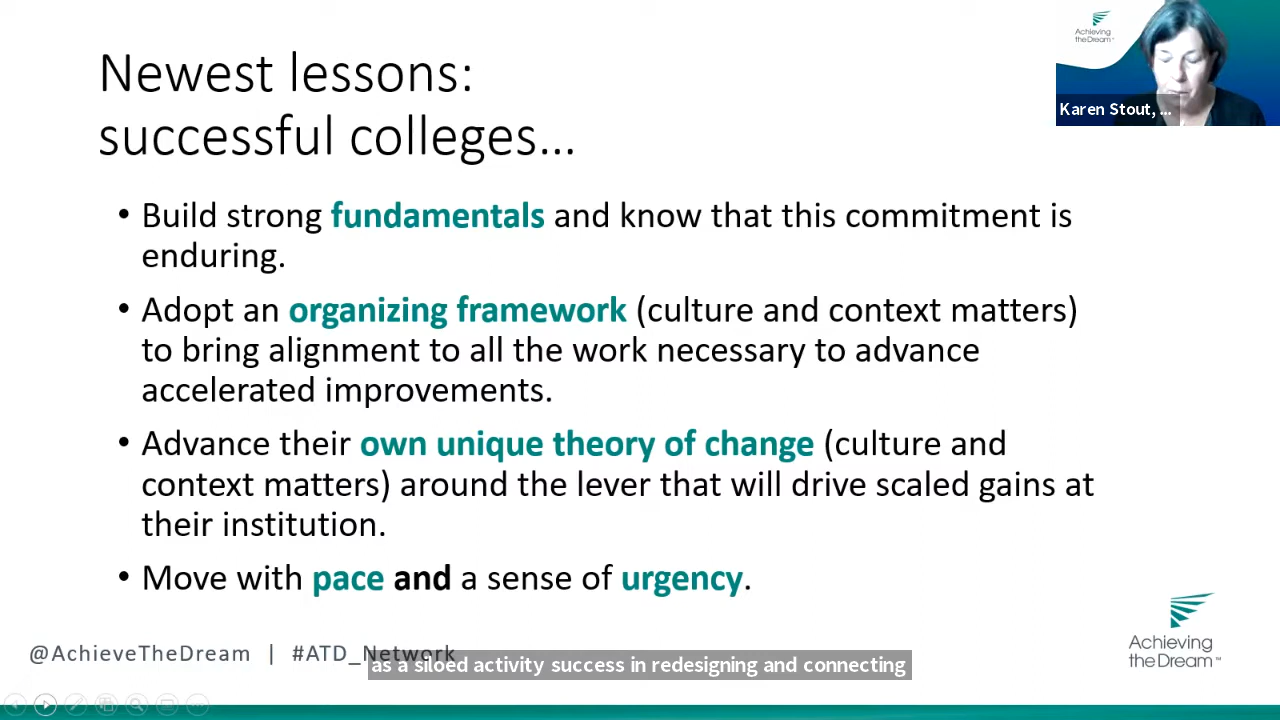 Newest lessons:
successful colleges…
Achieving
the Dream™
Karen Stout, ...
• Build strong fundamentals and know that this commitment is
enduring.
• Adopt an organizing framework (culture and context matters)
to bring alignment to all the work necessary to advance
accelerated improvements.
• Advance their own unique theory of change (culture and
context matters) around the lever that will drive scaled gains at
their institution.
• Move with pace and a sense of urgency.
@AchieveTheDream | #ATD_Network
as a siloed activity success in redesigning and connecting
Achieving
the Dream™